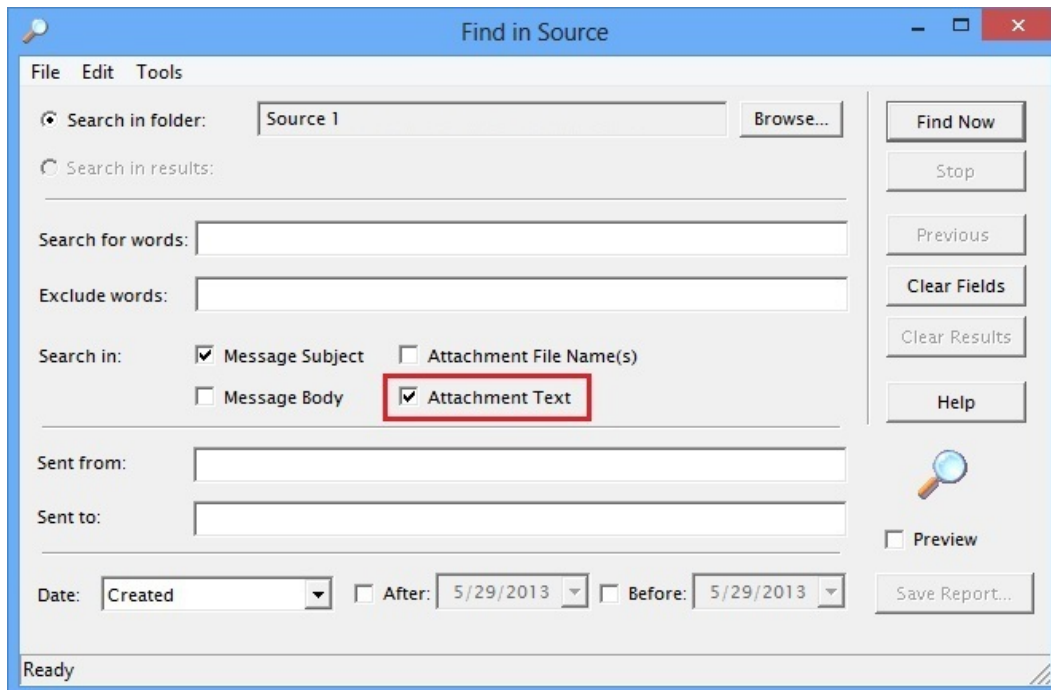 Find in Source
File Edit Tools
Search in folder: Source 1 Browse... Find Now
Search in results: Stop
Search for words: Previous
Exclude words: Clear Fields
Search in: Message Subject Attachment File Name(s) Clear Results
Message Body Attachment Text Help
Sent from:
Sent to:
Preview
Date: Created After: 5/29/2013 Before: 5/29/2013 Save Report...
Ready